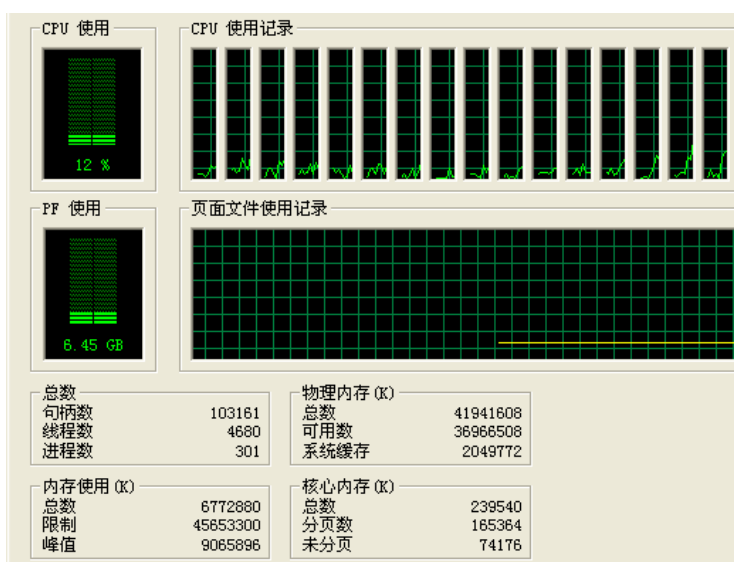 CPU 使用
CPU 使用记录
12 %
PF 使用
页面文件使用记录
6.45 GB
总数
句柄数 103161
线程数 4680
进程数 301
物理内存(K)
总数 41941608
可用数 36966508
系统缓存 2049772
内存使用(K)
总数 6772880
限制 45653300
峰值 9065896
核心内存(K)
总数 239540
分页数 165364
未分页 74176